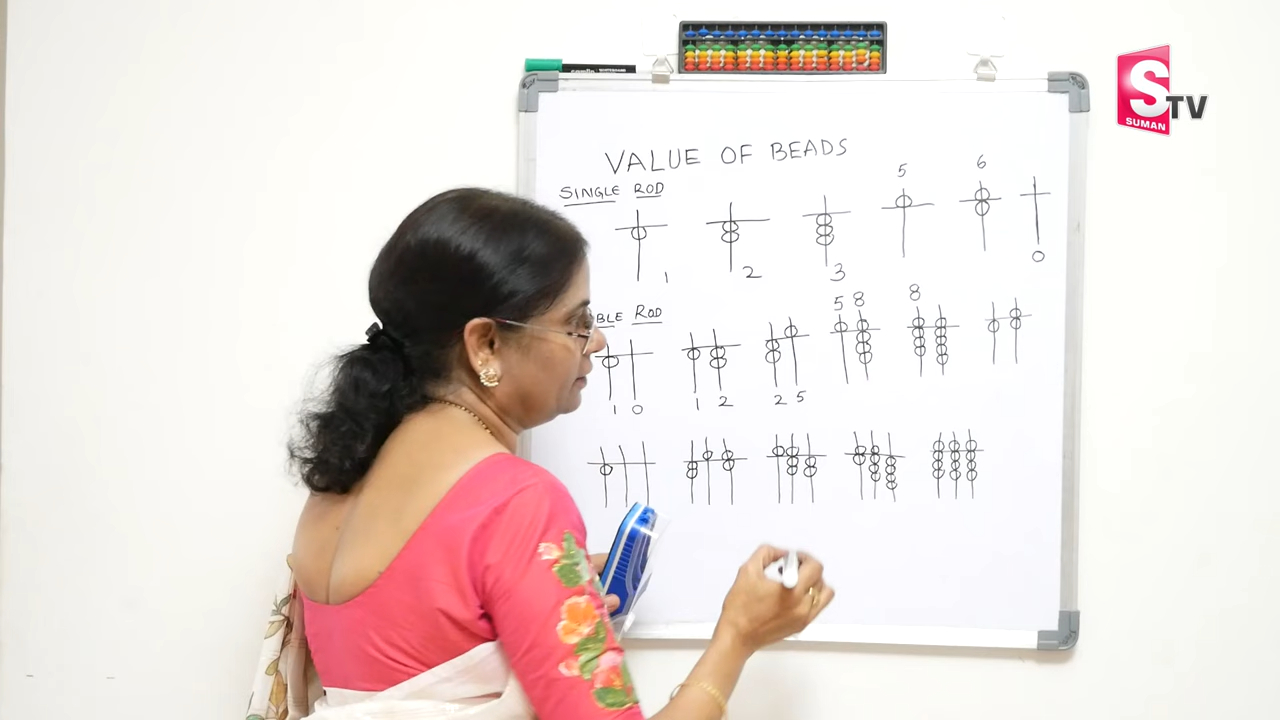 S
TV
SUMAN
VALUE OF BEADS
SINGLE ROD
5 6
1 2 3 0
BLE ROD
5 8 8
1 0 1 2 2 5